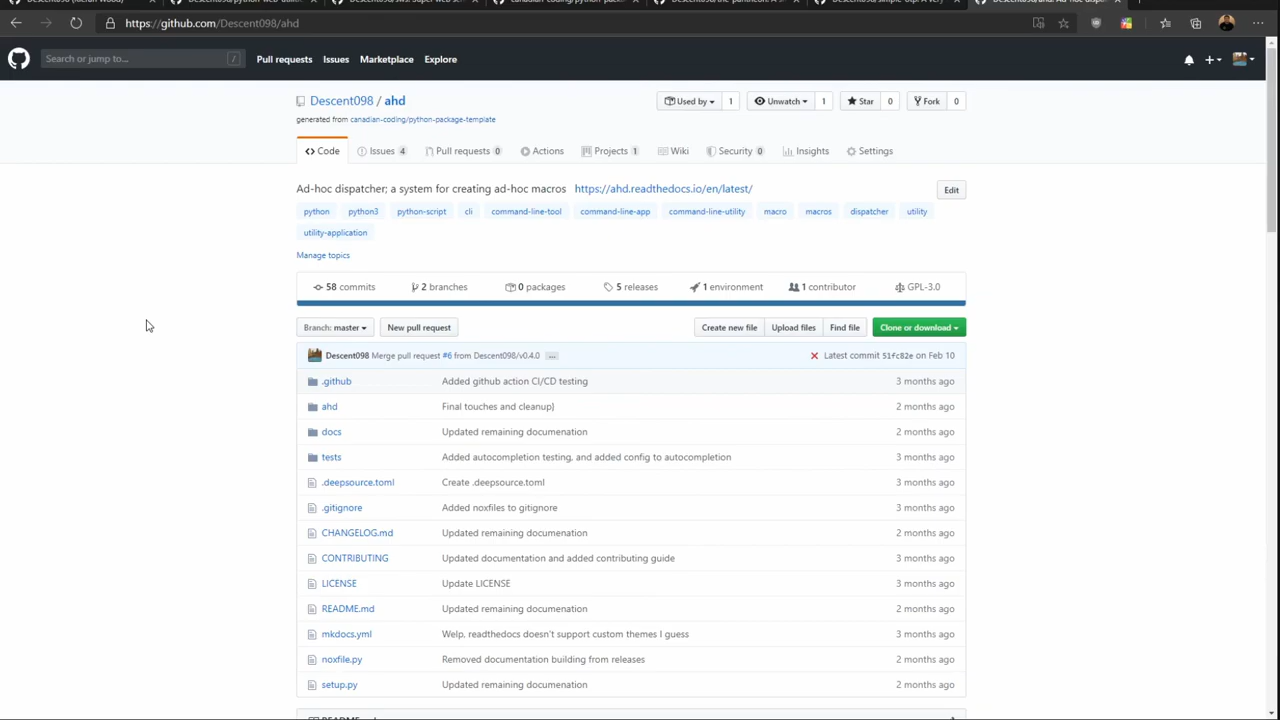 https://github.com/Descent098/ahd
Search or jump to... /
Pull requests Issues Marketplace Explore
Descent098 / ahd
Used by 1 Unwatch 1 Star 0 Fork 0
generated from canadian-coding/python-package-template
Code Issues 4 Pull requests 0 Actions Projects 1 Wiki Security 0 Insights Settings
Ad-hoc dispatcher; a system for creating ad-hoc macros https://ahd.readthedocs.io/en/latest/
Edit
python python3 python-script cli command-line-tool command-line-app command-line-utility macro macros dispatcher utility
utility-application
Manage topics
58 commits 2 branches 0 packages 5 releases 1 environment 1 contributor GPL-3.0
Branch: master New pull request Create new file Upload files Find file Clone or download
Descent098 Merge pull request #6 from Descent098/v0.4.0 ... Latest commit 51fc82e on Feb 10
.github Added github action CI/CD testing 3 months ago
ahd Final touches and cleanup} 2 months ago
docs Updated remaining documenation 2 months ago
tests Added autocompletion testing, and added config to autocompletion 3 months ago
.deepsource.toml Create .deepsource.toml 3 months ago
.gitignore Added noxfiles to gitignore 3 months ago
CHANGELOG.md Updated remaining documenation 2 months ago
CONTRIBUTING Updated documentation and added contributing guide 3 months ago
LICENSE Update LICENSE 3 months ago
README.md Updated remaining documenation 2 months ago
mkdocs.yml Welp, readthedocs doesn't support custom themes I guess 3 months ago
noxfile.py Removed documentation building from releases 2 months ago
setup.py Updated remaining documenation 2 months ago